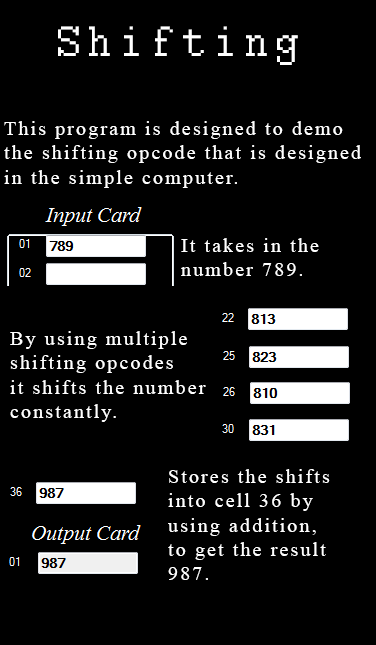 Shifting
This program is designed to demo
the shifting opcode that is designed
in the simple computer.
Input Card
01 789
02
It takes in the
number 789.
By using multiple
shifting opcodes
it shifts the number
constantly.
22 813
25 823
26 810
30 831
36 987
Output Card
01 987
Stores the shifts
into cell 36 by
using addition,
to get the result
987.